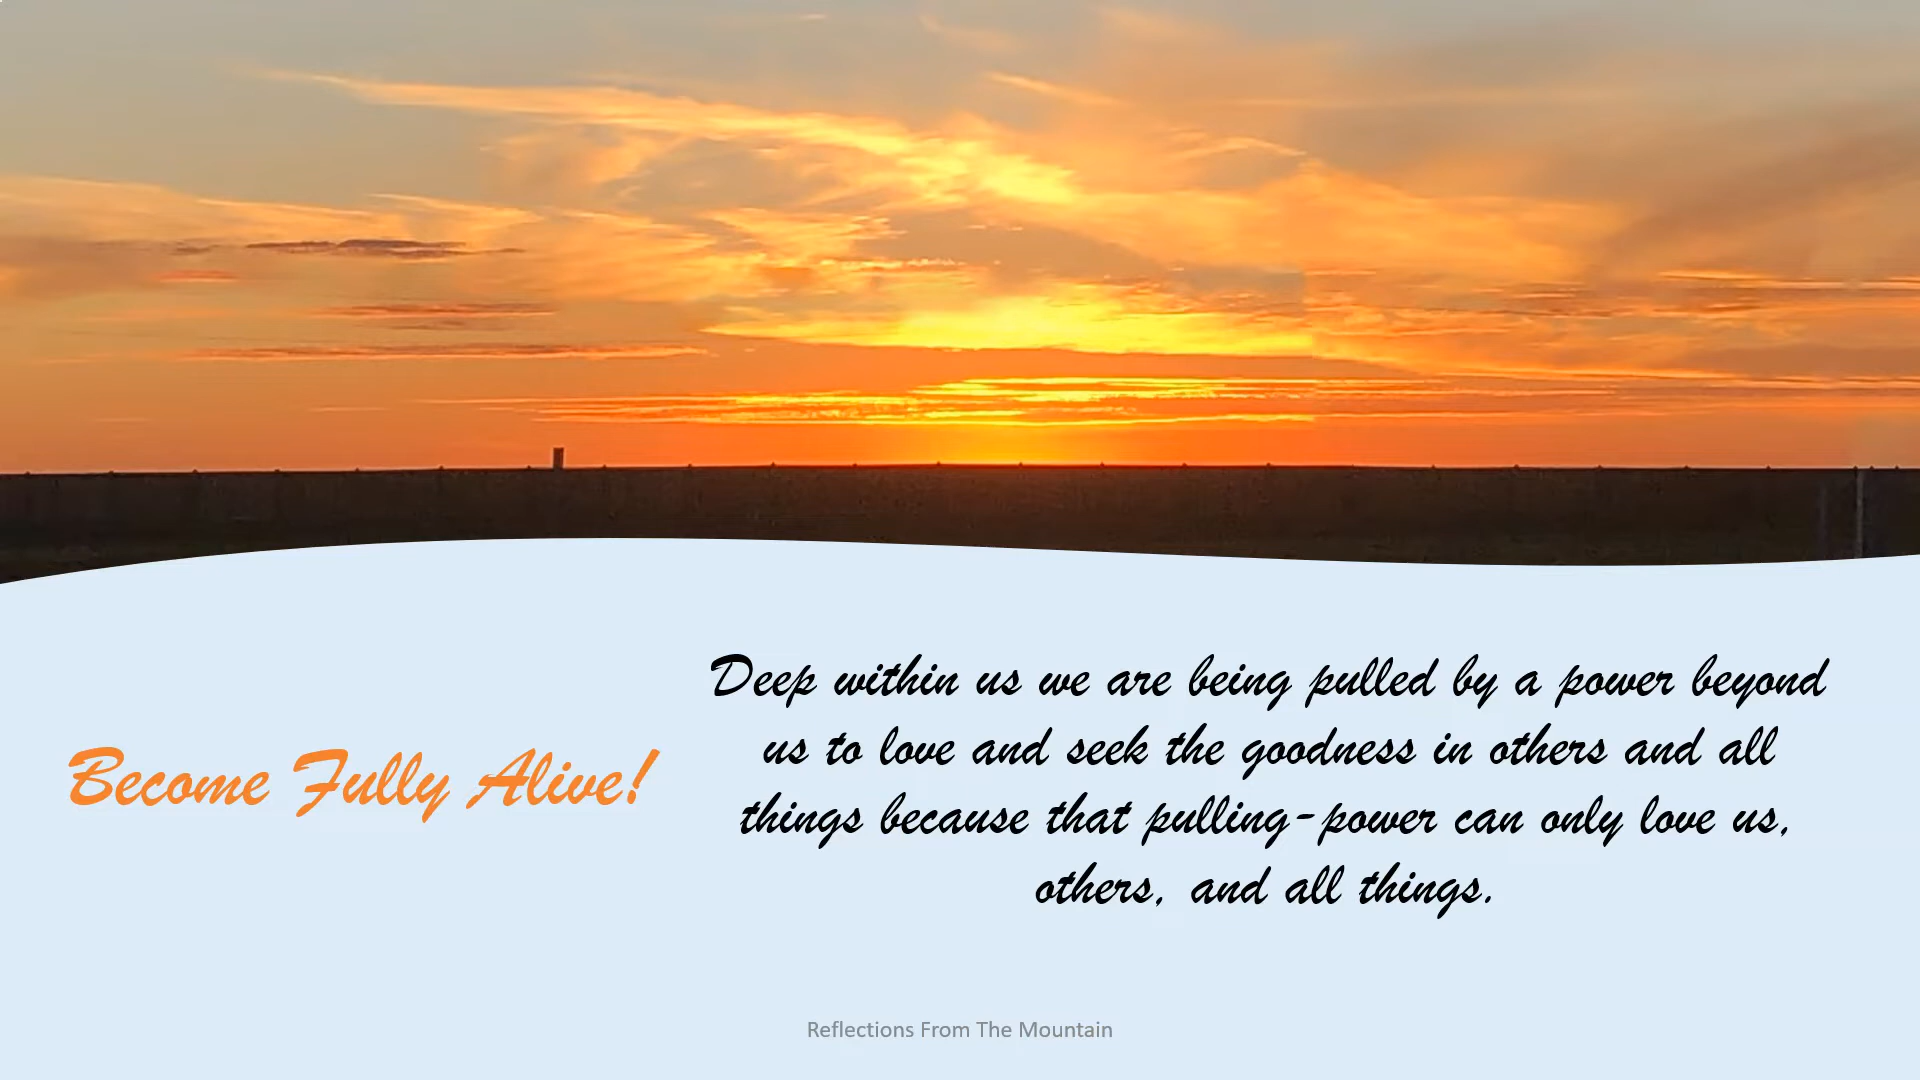 Become Fully Alive!
Deep within us we are being pulled by a power beyond
us to love and seek the goodness in others and all
things because that pulling-power can only love us,
others, and all things.
Reflections From The Mountain